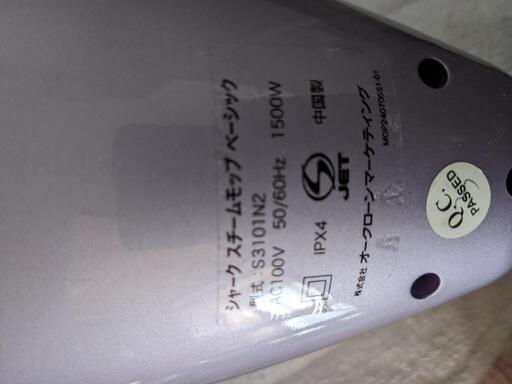 シャーク スチームモップ ベーシック
型式：S3101N2
AC100V 50/60Hz 1500W
IPX4
S JET
中国製
株式会社 オークローンマーケティング
MOP24070651-01
Q.C.
PASSED